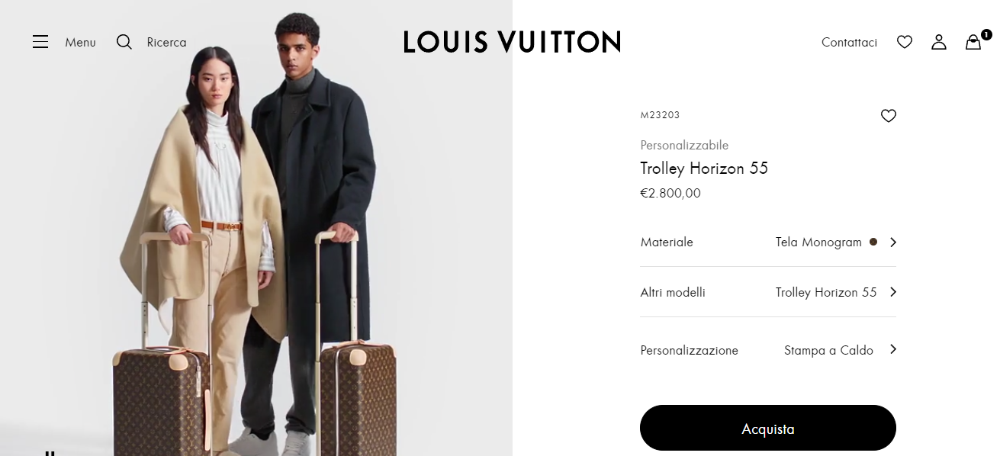 Menu
Ricerca
LOUIS VUITTON
Contattaci
1
M23203
Personalizzabile
Trolley Horizon 55
€2.800,00
Materiale
Tela Monogram
Altri modelli
Trolley Horizon 55
Personalizzazione
Stampa a Caldo
Acquista